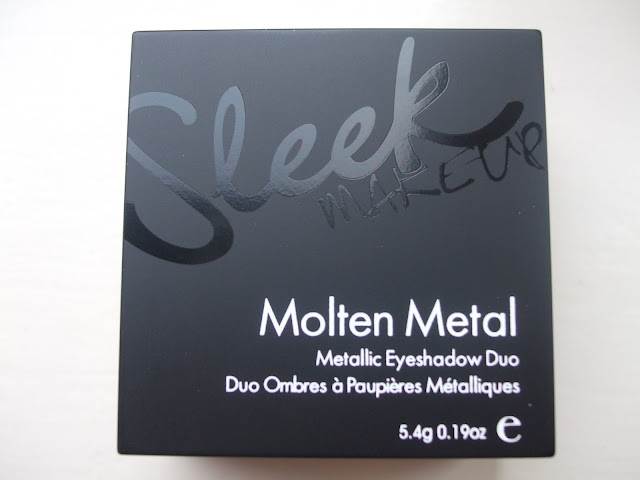 Sleek
MAKEUP
Molten Metal
Metallic Eyeshadow Duo
Duo Ombres à Paupières Métalliques
5.4g 0.19oz ℮